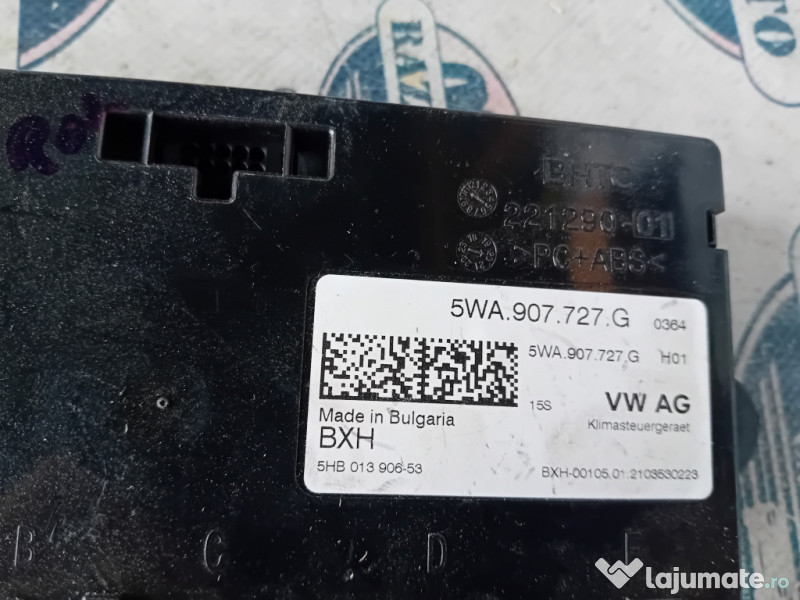 BHTC
221290-01
>PC+ABS<
5WA.907.727.G 0364
5WA.907.727.G H01
15S VW AG
Klimasteuergeraet
Made in Bulgaria
BXH
5HB 013 906-53
BXH-00105.01.2103530223
B C D E
lajumate.ro